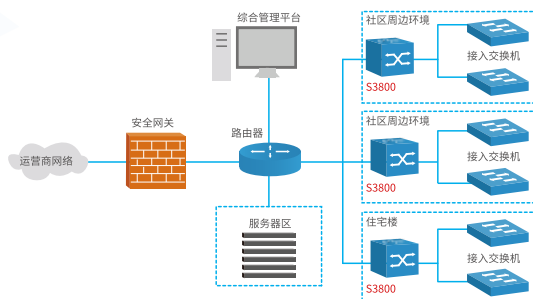 综合管理平台
社区周边环境
接入交换机
S3800
安全网关
路由器
运营商网络
社区周边环境
接入交换机
S3800
服务器区
住宅楼
接入交换机
S3800